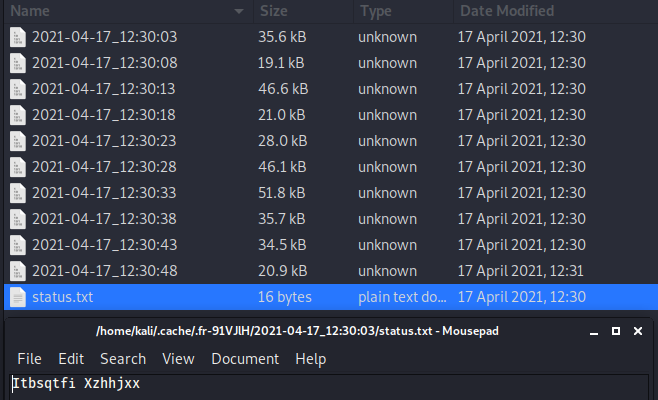 Name Size Type Date Modified
2021-04-17_12:30:03 35.6 kB unknown 17 April 2021, 12:30
2021-04-17_12:30:08 19.1 kB unknown 17 April 2021, 12:30
2021-04-17_12:30:13 46.6 kB unknown 17 April 2021, 12:30
2021-04-17_12:30:18 21.0 kB unknown 17 April 2021, 12:30
2021-04-17_12:30:23 28.0 kB unknown 17 April 2021, 12:30
2021-04-17_12:30:28 46.1 kB unknown 17 April 2021, 12:30
2021-04-17_12:30:33 51.8 kB unknown 17 April 2021, 12:30
2021-04-17_12:30:38 35.7 kB unknown 17 April 2021, 12:30
2021-04-17_12:30:43 34.5 kB unknown 17 April 2021, 12:30
2021-04-17_12:30:48 20.9 kB unknown 17 April 2021, 12:31
status.txt 16 bytes plain text do... 17 April 2021, 12:30
/home/kali/.cache/.fr-91VJlH/2021-04-17_12:30:03/status.txt - Mousepad
File Edit Search View Document Help
Itbsqtfi Xzhhjxx